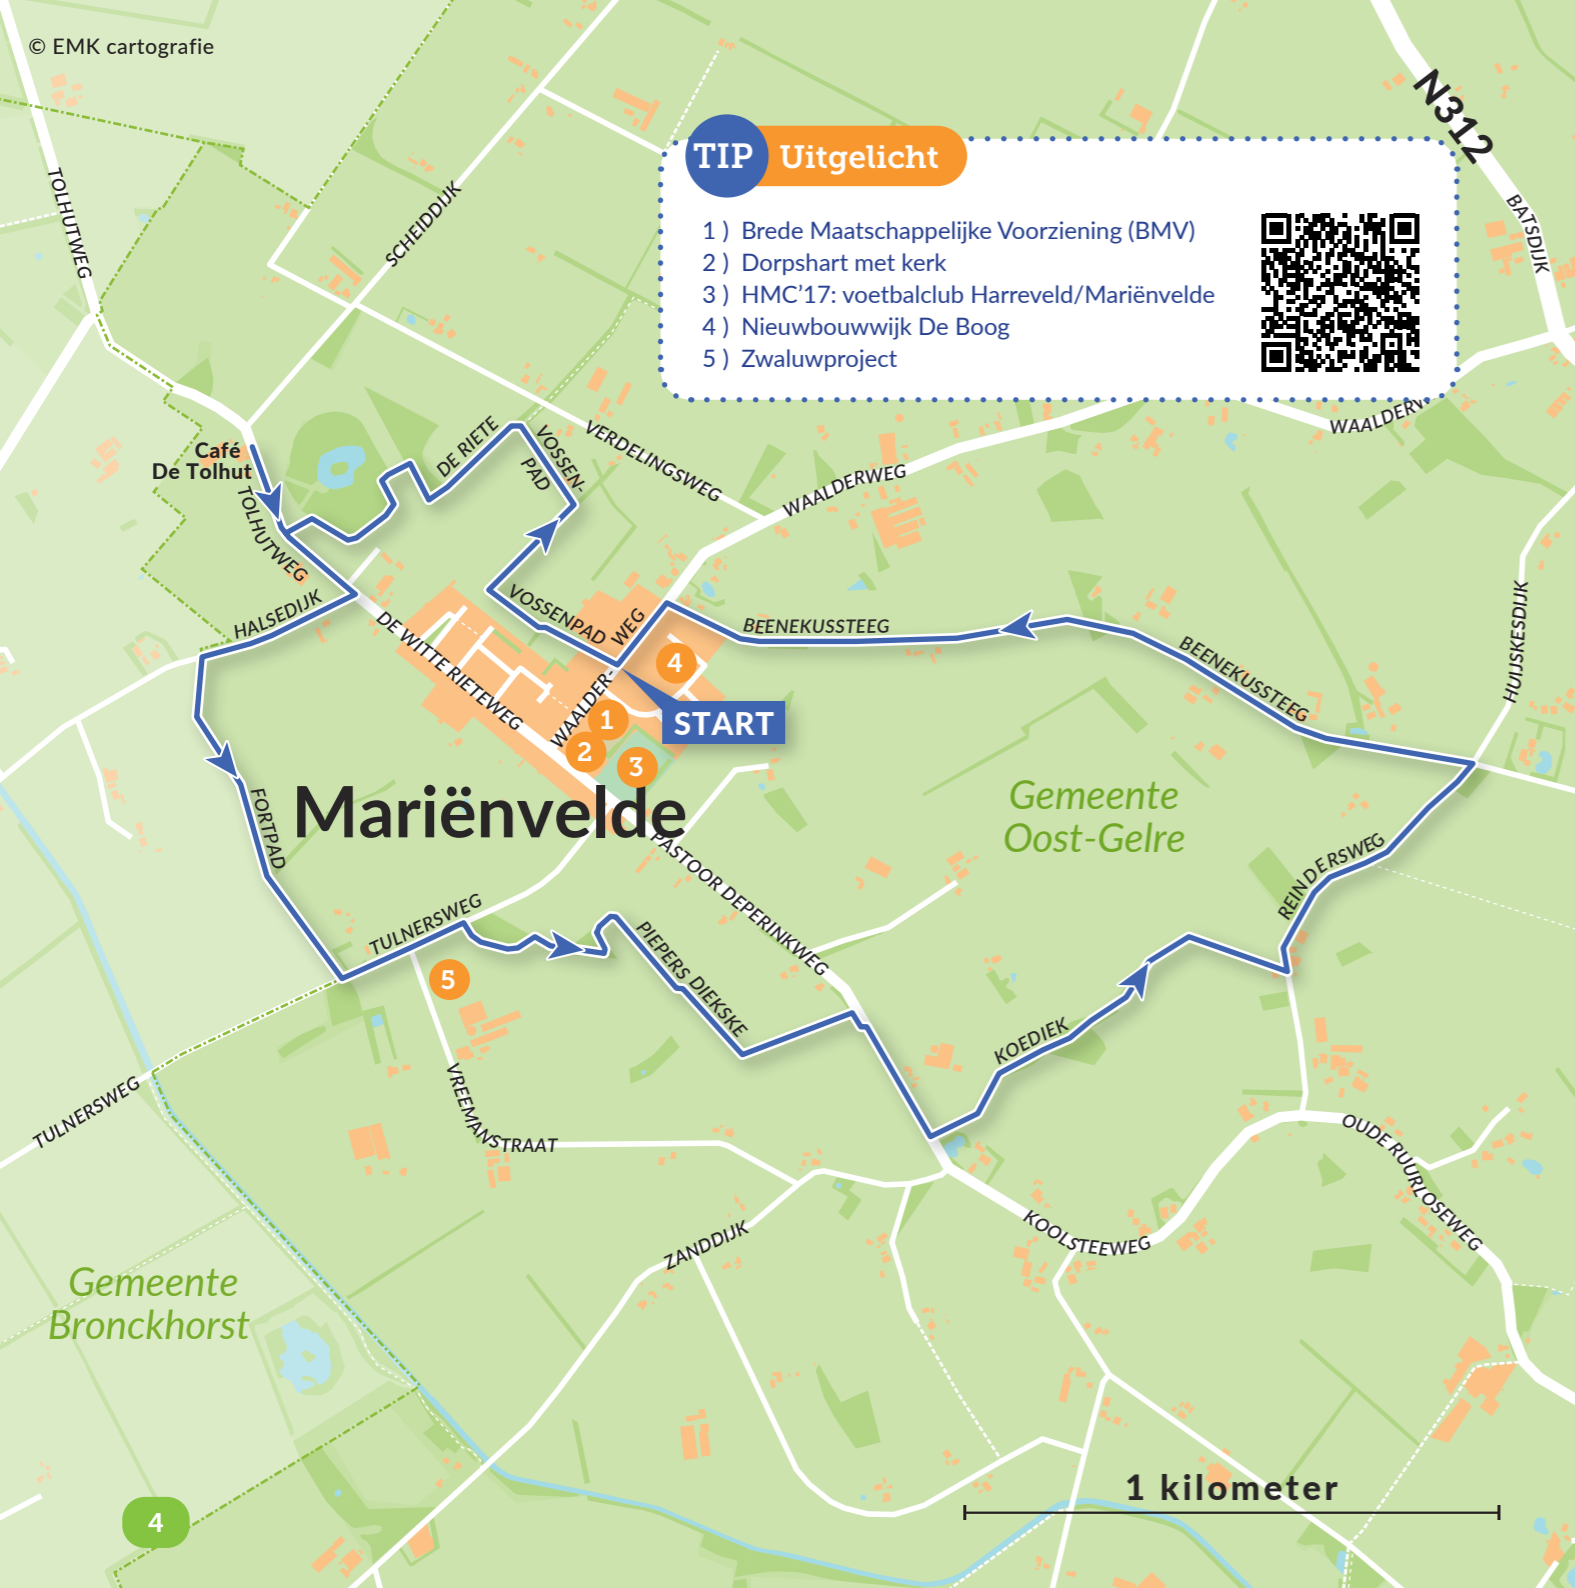 © EMK cartografie
N312
TIP Uitgelicht
1 ) Brede Maatschappelijke Voorziening (BMV)
2 ) Dorpshart met kerk
3 ) HMC’17: voetbalclub Harreveld/Mariënvelde
4 ) Nieuwbouwwijk De Boog
5 ) Zwaluwproject
TOLHUTWEG
SCHEIDDIJK
BATSDIJK
Café
De Tolhut
DE RIETE
VOSSEN-
PAD
VERDELINGSWEG
WAALDERWEG
TOLHUTWEG
HALSEDIJK
DE WITTE RIETEWEG
VOSSENPAD
WAALDER-
WEG
BEENEKUSSTEEG
BEENEKUSSTEEG
HUIJSKESDIJK
4
START
1
2
3
Mariënvelde
FORTPAD
Gemeente
Oost-Gelre
PASTOOR DEPERINKWEG
REINDERSWEG
TULNERSWEG
5
PIEPERS DIEKSKE
KOEDIEK
TULNERSWEG
VREEMANSTRAAT
OUDE RUURLOSEWEG
KOOLSTEEWEG
ZANDDIJK
Gemeente
Bronckhorst
1 kilometer
4